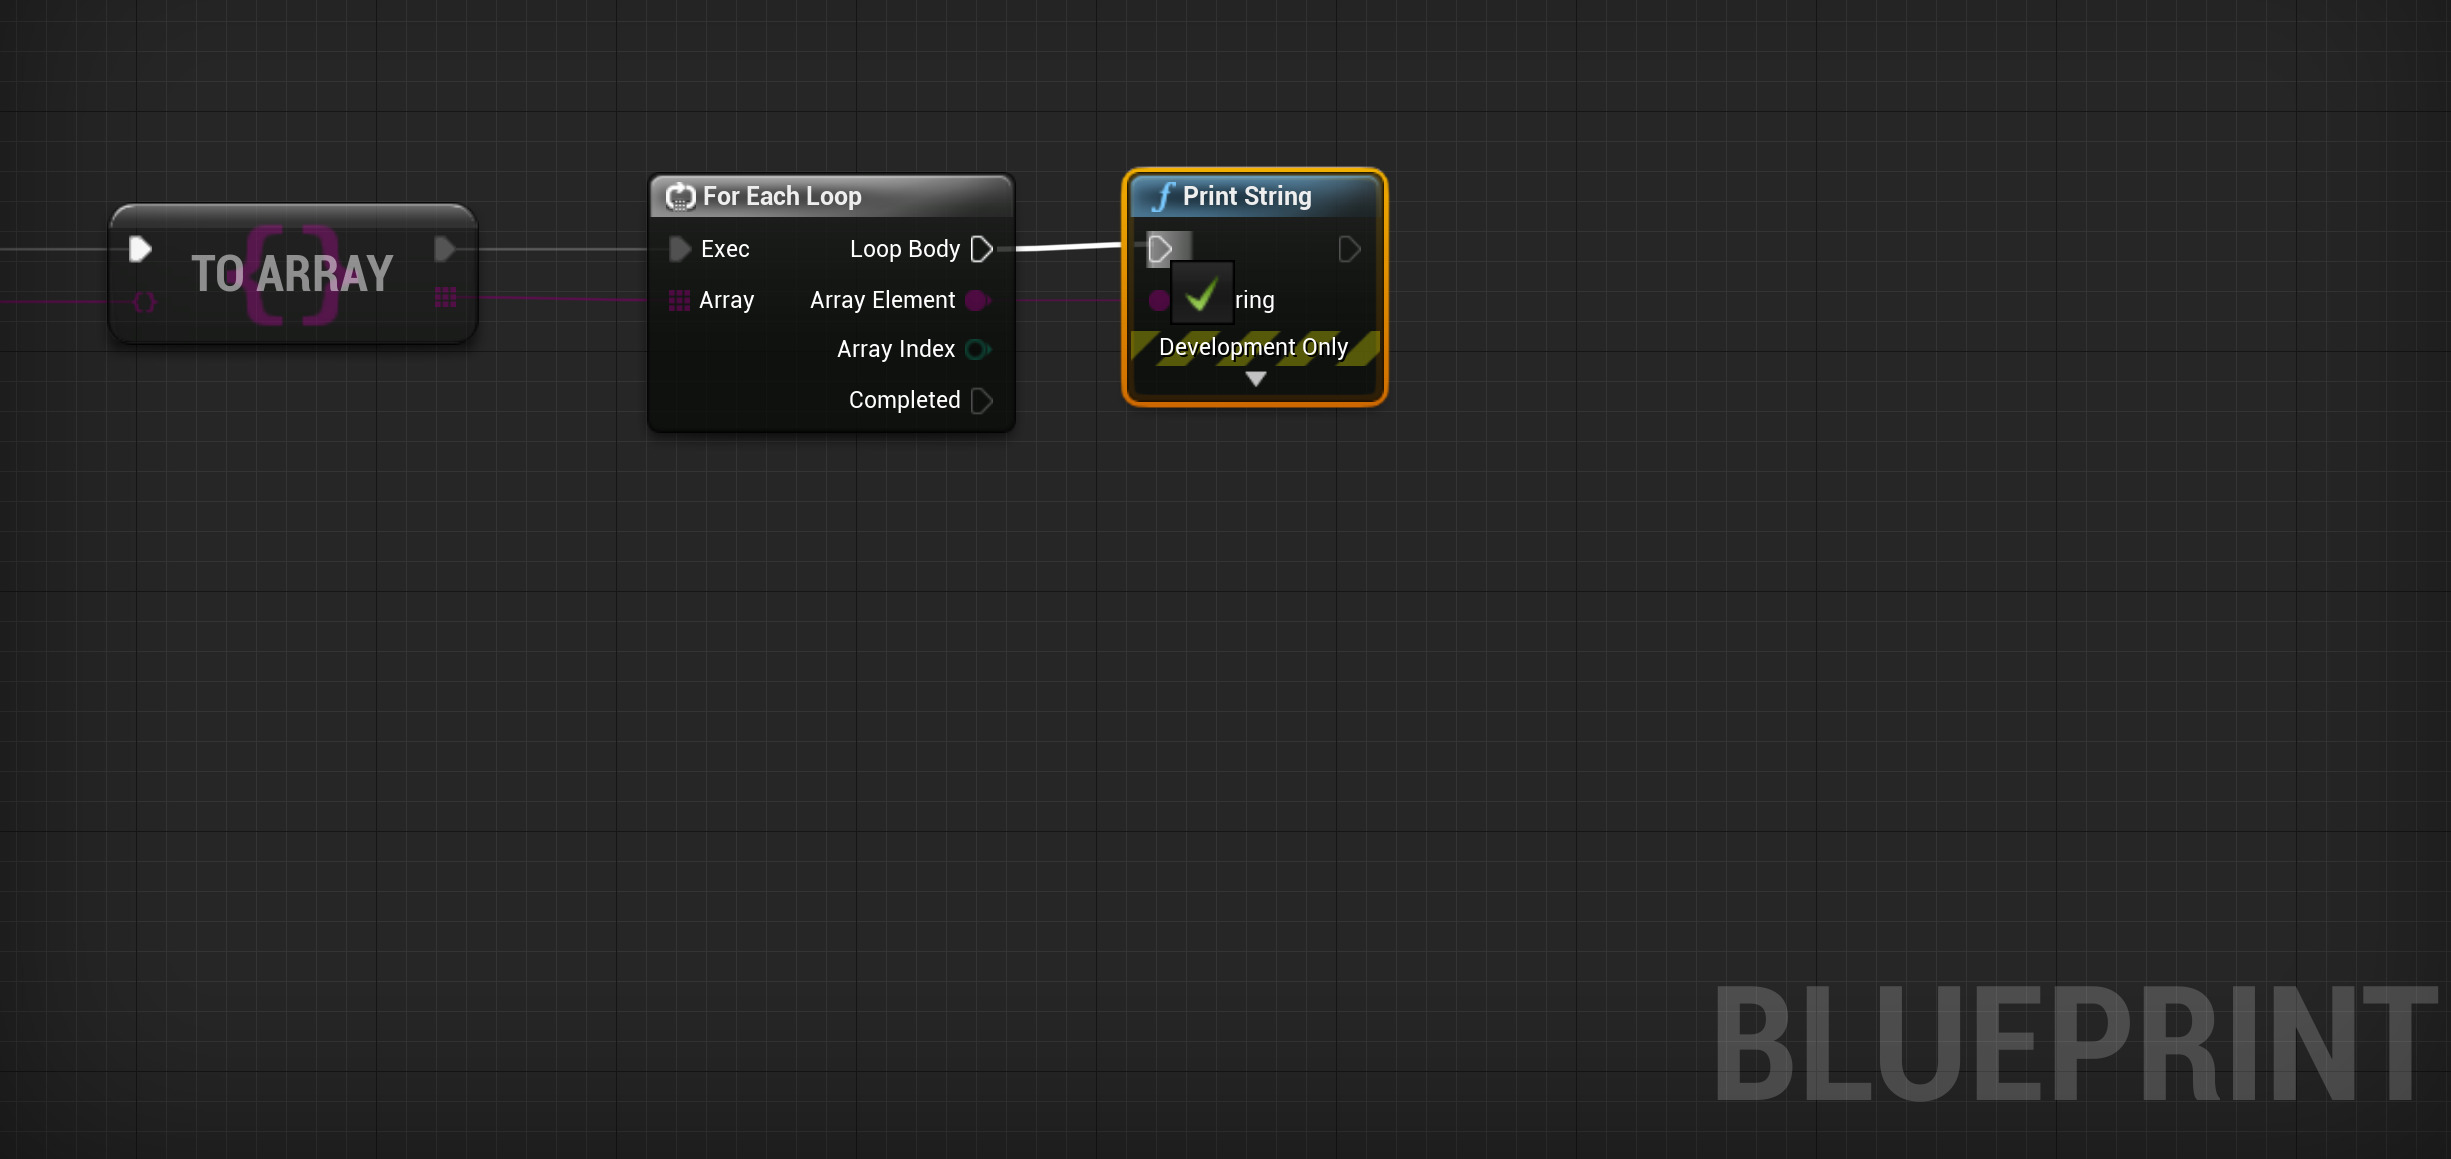 TO ARRAY
For Each Loop
Exec
Loop Body
Array
Array Element
Array Index
Completed
f Print String
ring
Development Only
BLUEPRINT